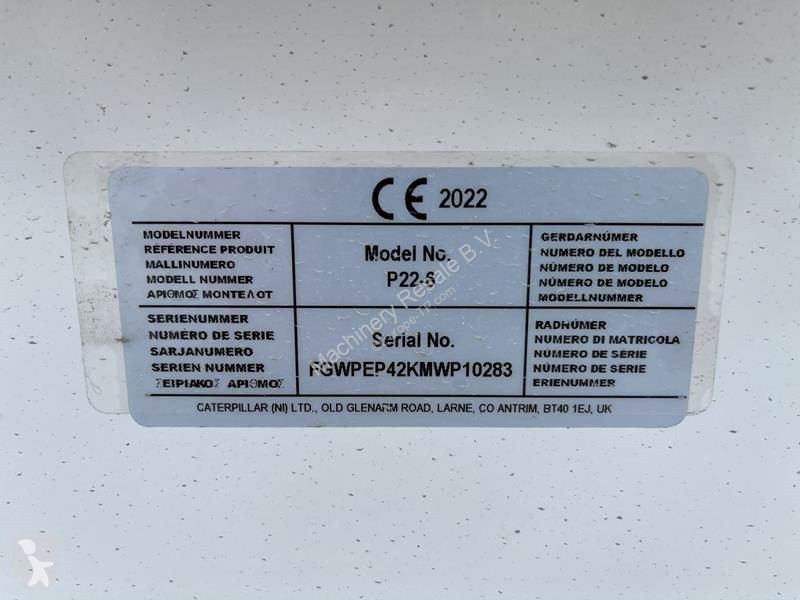 CE 2022
MODELNUMMER
RÉFÉRENCE PRODUIT
MALLINUMERO
MODELL NUMMER
ΑΡΙΘΜΟΣ ΜΟΝΤΕΛΟΤ
Model No.
P22-6
GERDARNÚMER
NUMERO DEL MODELLO
NÚMERO DE MODELO
NÚMERO DE MODELO
MODELLNUMMER
SERIENUMMER
NUMÉRO DE SERIE
SARJANUMERO
SERIEN NUMMER
ΣΕΙΡΙΑΚΟΣ ΑΡΙΘΜΟΣ
Serial No.
FGWPEP42KMWP10283
RADNÚMER
NUMERO DI MATRICOLA
NÚMERO DE SÉRIE
NÚMERO DE SERIE
ERIENUMMER
CATERPILLAR (NI) LTD., OLD GLENARM ROAD, LARNE, CO ANTRIM, BT40 1EJ, UK
Machinery Resale B.V.